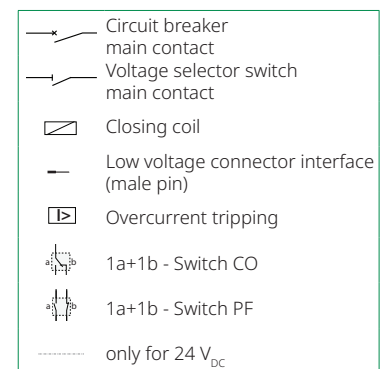 Circuit breaker
main contact
Voltage selector switch
main contact
Closing coil
Low voltage connector interface
(male pin)
I> Overcurrent tripping
a b 1a+1b - Switch CO
a b 1a+1b - Switch PF
only for 24 V_DC